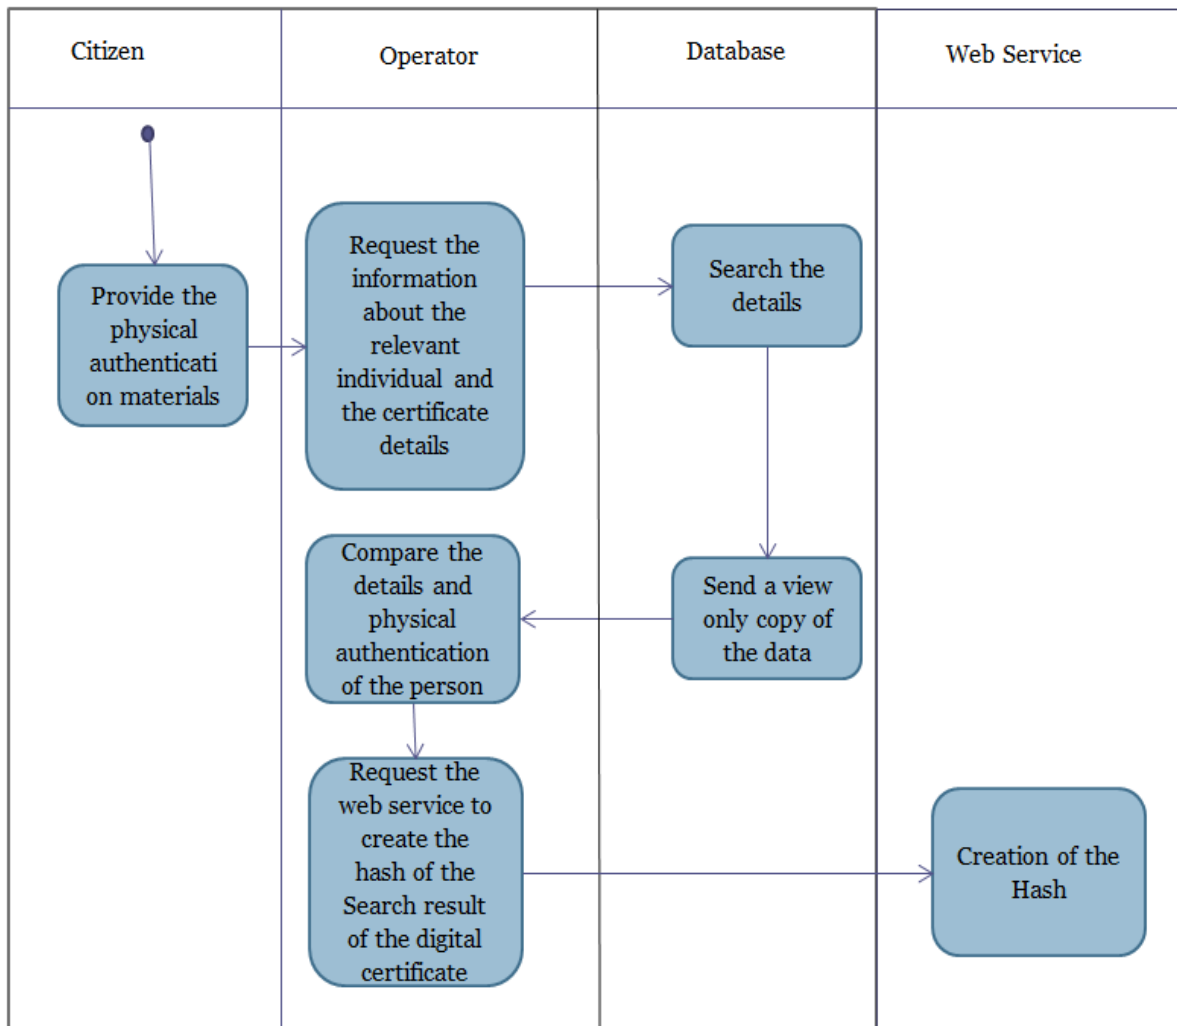 Citizen
Operator
Database
Web Service
Provide the
physical
authenticati
on materials
Request the
information
about the
relevant
individual and
the certificate
details
Search the
details
Compare the
details and
physical
authentication
of the person
Send a view
only copy of
the data
Request the
web service to
create the
hash of the
Search result
of the digital
certificate
Creation of the
Hash